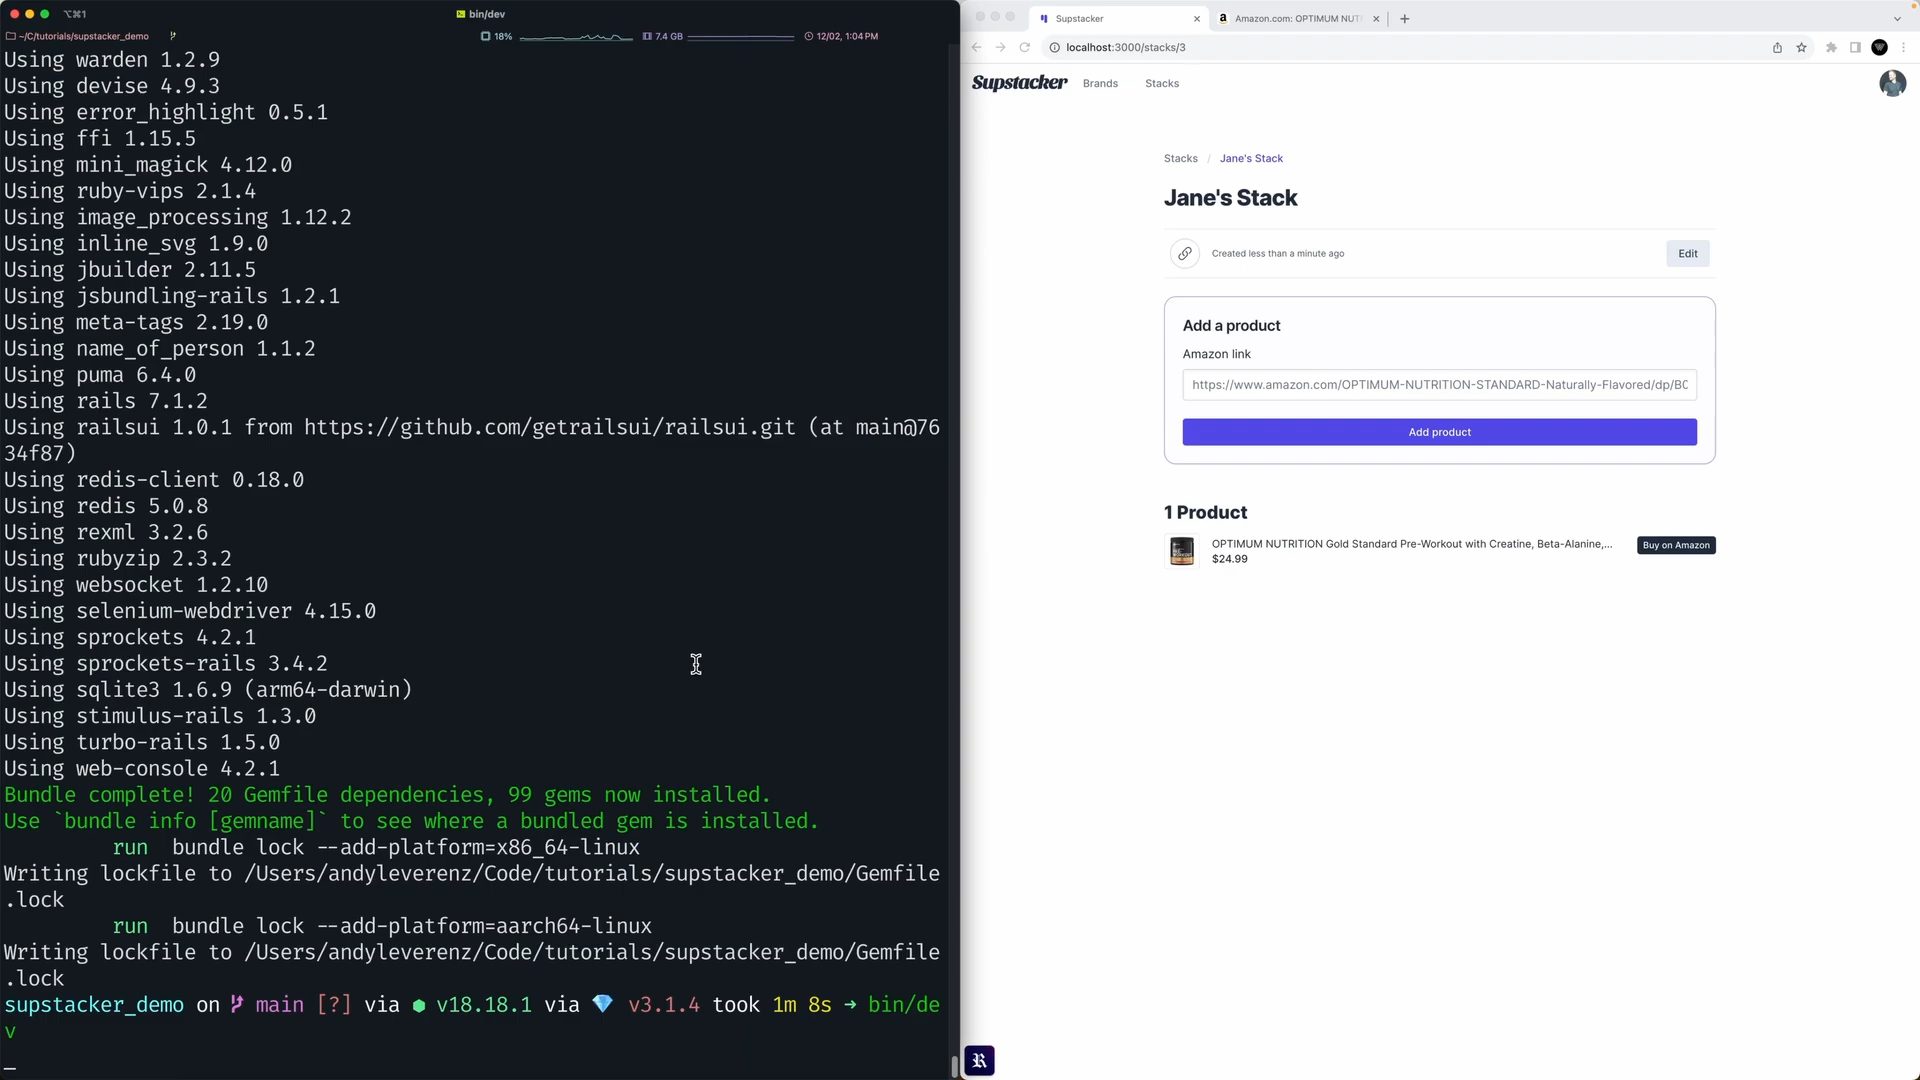 ⌥⌘1
bin/dev
~/C/tutorials/supstacker_demo
18%
7.4 GB
12/02, 1:04 PM
Using warden 1.2.9
Using devise 4.9.3
Using error_highlight 0.5.1
Using ffi 1.15.5
Using mini_magick 4.12.0
Using ruby-vips 2.1.4
Using image_processing 1.12.2
Using inline_svg 1.9.0
Using jbuilder 2.11.5
Using jsbundling-rails 1.2.1
Using meta-tags 2.19.0
Using name_of_person 1.1.2
Using puma 6.4.0
Using rails 7.1.2
Using railsui 1.0.1 from https://github.com/getrailsui/railsui.git (at main@76
34f87)
Using redis-client 0.18.0
Using redis 5.0.8
Using rexml 3.2.6
Using rubyzip 2.3.2
Using websocket 1.2.10
Using selenium-webdriver 4.15.0
Using sprockets 4.2.1
Using sprockets-rails 3.4.2
Using sqlite3 1.6.9 (arm64-darwin)
Using stimulus-rails 1.3.0
Using turbo-rails 1.5.0
Using web-console 4.2.1
Bundle complete! 20 Gemfile dependencies, 99 gems now installed.
Use `bundle info [gemname]` to see where a bundled gem is installed.
run  bundle lock --add-platform=x86_64-linux
Writing lockfile to /Users/andyleverenz/Code/tutorials/supstacker_demo/Gemfile
.lock
run  bundle lock --add-platform=aarch64-linux
Writing lockfile to /Users/andyleverenz/Code/tutorials/supstacker_demo/Gemfile
.lock
supstacker_demo on main [?] via v18.18.1 via 💎 v3.1.4 took 1m 8s → bin/de
v
Supstacker
Amazon.com: OPTIMUM NUT
localhost:3000/stacks/3
Supstacker
Brands
Stacks
Stacks / Jane's Stack
Jane's Stack
Created less than a minute ago
Edit
Add a product
Amazon link
https://www.amazon.com/OPTIMUM-NUTRITION-STANDARD-Naturally-Flavored/dp/B0
Add product
1 Product
OPTIMUM NUTRITION Gold Standard Pre-Workout with Creatine, Beta-Alanine,...
$24.99
Buy on Amazon
R